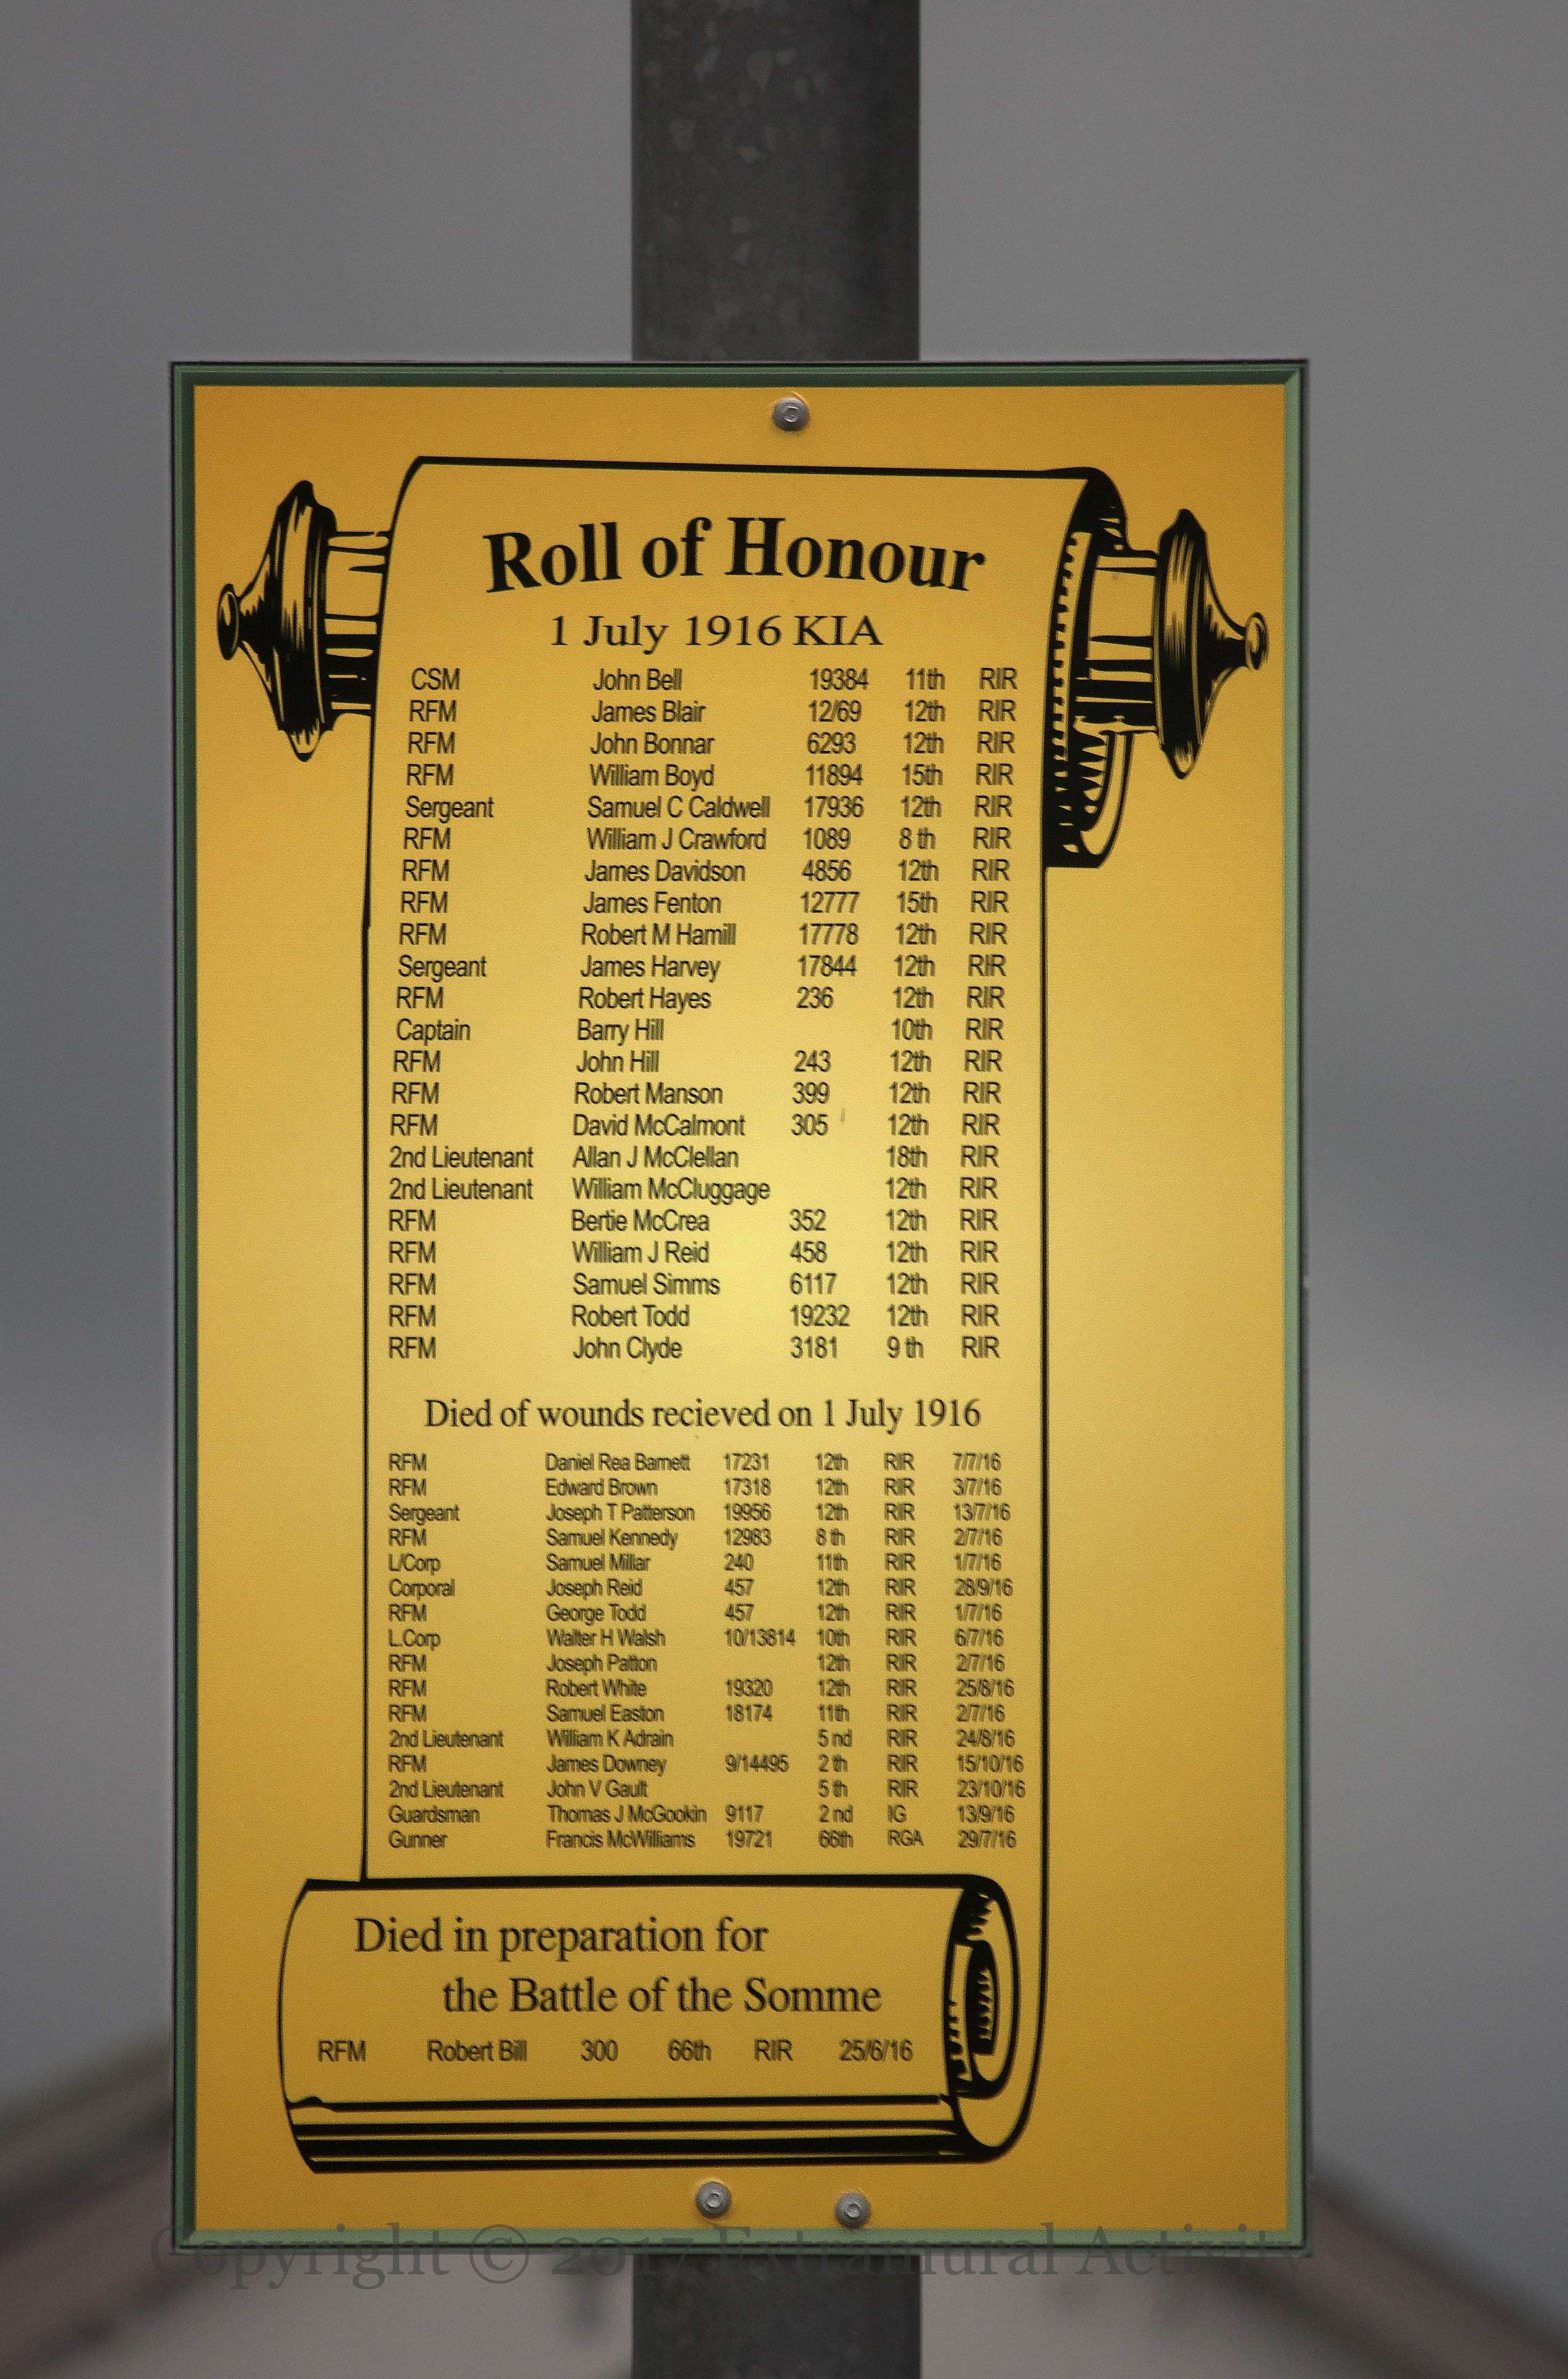 Roll of Honour
1 July 1916 KIA
CSM John Bell 19384 11th RIR
RFM James Blair 12/69 12th RIR
RFM John Bonnar 6293 12th RIR
RFM William Boyd 11894 15th RIR
Sergeant Samuel C Caldwell 17936 12th RIR
RFM William J Crawford 1089 8 th RIR
RFM James Davidson 4856 12th RIR
RFM James Fenton 12777 15th RIR
RFM Robert M Hamill 17778 12th RIR
Sergeant James Harvey 17844 12th RIR
RFM Robert Hayes 236 12th RIR
Captain Barry Hill 10th RIR
RFM John Hill 243 12th RIR
RFM Robert Manson 399 12th RIR
RFM David McCalmont 305 12th RIR
2nd Lieutenant Allan J McClellan 18th RIR
2nd Lieutenant William McCluggage 12th RIR
RFM Bertie McCrea 352 12th RIR
RFM William J Reid 458 12th RIR
RFM Samuel Simms 6117 12th RIR
RFM Robert Todd 19232 12th RIR
RFM John Clyde 3181 9 th RIR
Died of wounds recieved on 1 July 1916
RFM Daniel Rea Barnett 17231 12th RIR 7/7/16
RFM Edward Brown 17318 12th RIR 3/7/16
Sergeant Joseph T Patterson 19956 12th RIR 13/7/16
RFM Samuel Kennedy 12983 8 th RIR 2/7/16
L/Corp Samuel Millar 240 11th RIR 1/7/16
Corporal Joseph Reid 457 12th RIR 28/9/16
RFM George Todd 457 12th RIR 1/7/16
L.Corp Walter H Walsh 10/13814 10th RIR 6/7/16
RFM Joseph Patton 12th RIR 2/7/16
RFM Robert White 19320 12th RIR 25/8/16
RFM Samuel Easton 18174 11th RIR 2/7/16
2nd Lieutenant William K Adrain 5 nd RIR 24/8/16
RFM James Downey 9/14495 2 th RIR 15/10/16
2nd Lieutenant John V Gault 5 th RIR 23/10/16
Guardsman Thomas J McGookin 9117 2 nd IG 13/9/16
Gunner Francis McWilliams 19721 66th RGA 29/7/16
Died in preparation for
the Battle of the Somme
RFM Robert Bill 300 66th RIR 25/6/16
Copyright © 2017 Extramural Activity